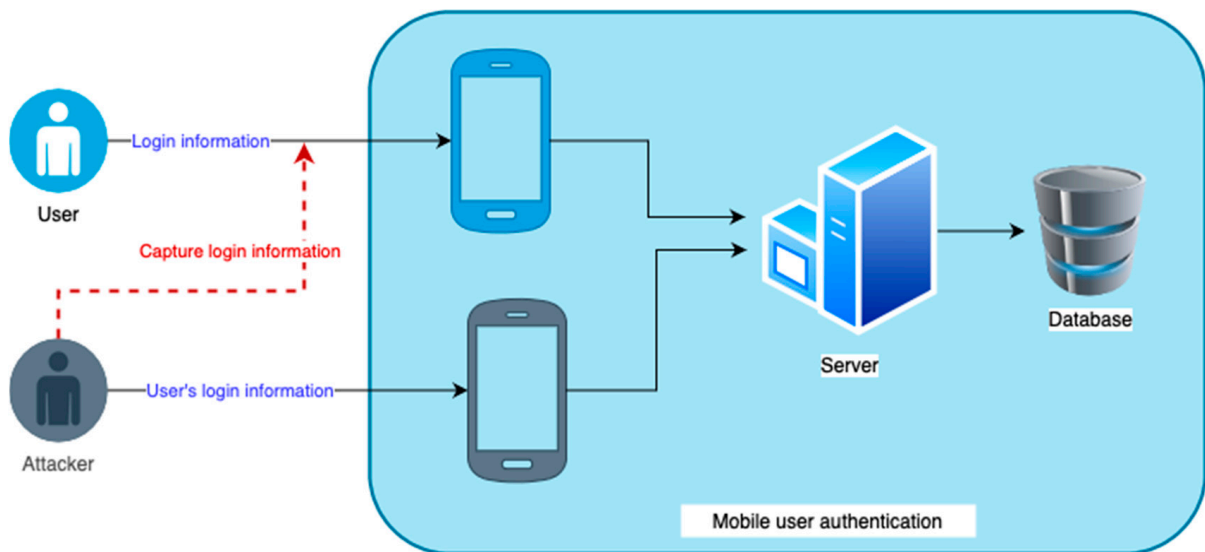 Login information
User
Capture login information
User's login information
Attacker
Server
Database
Mobile user authentication